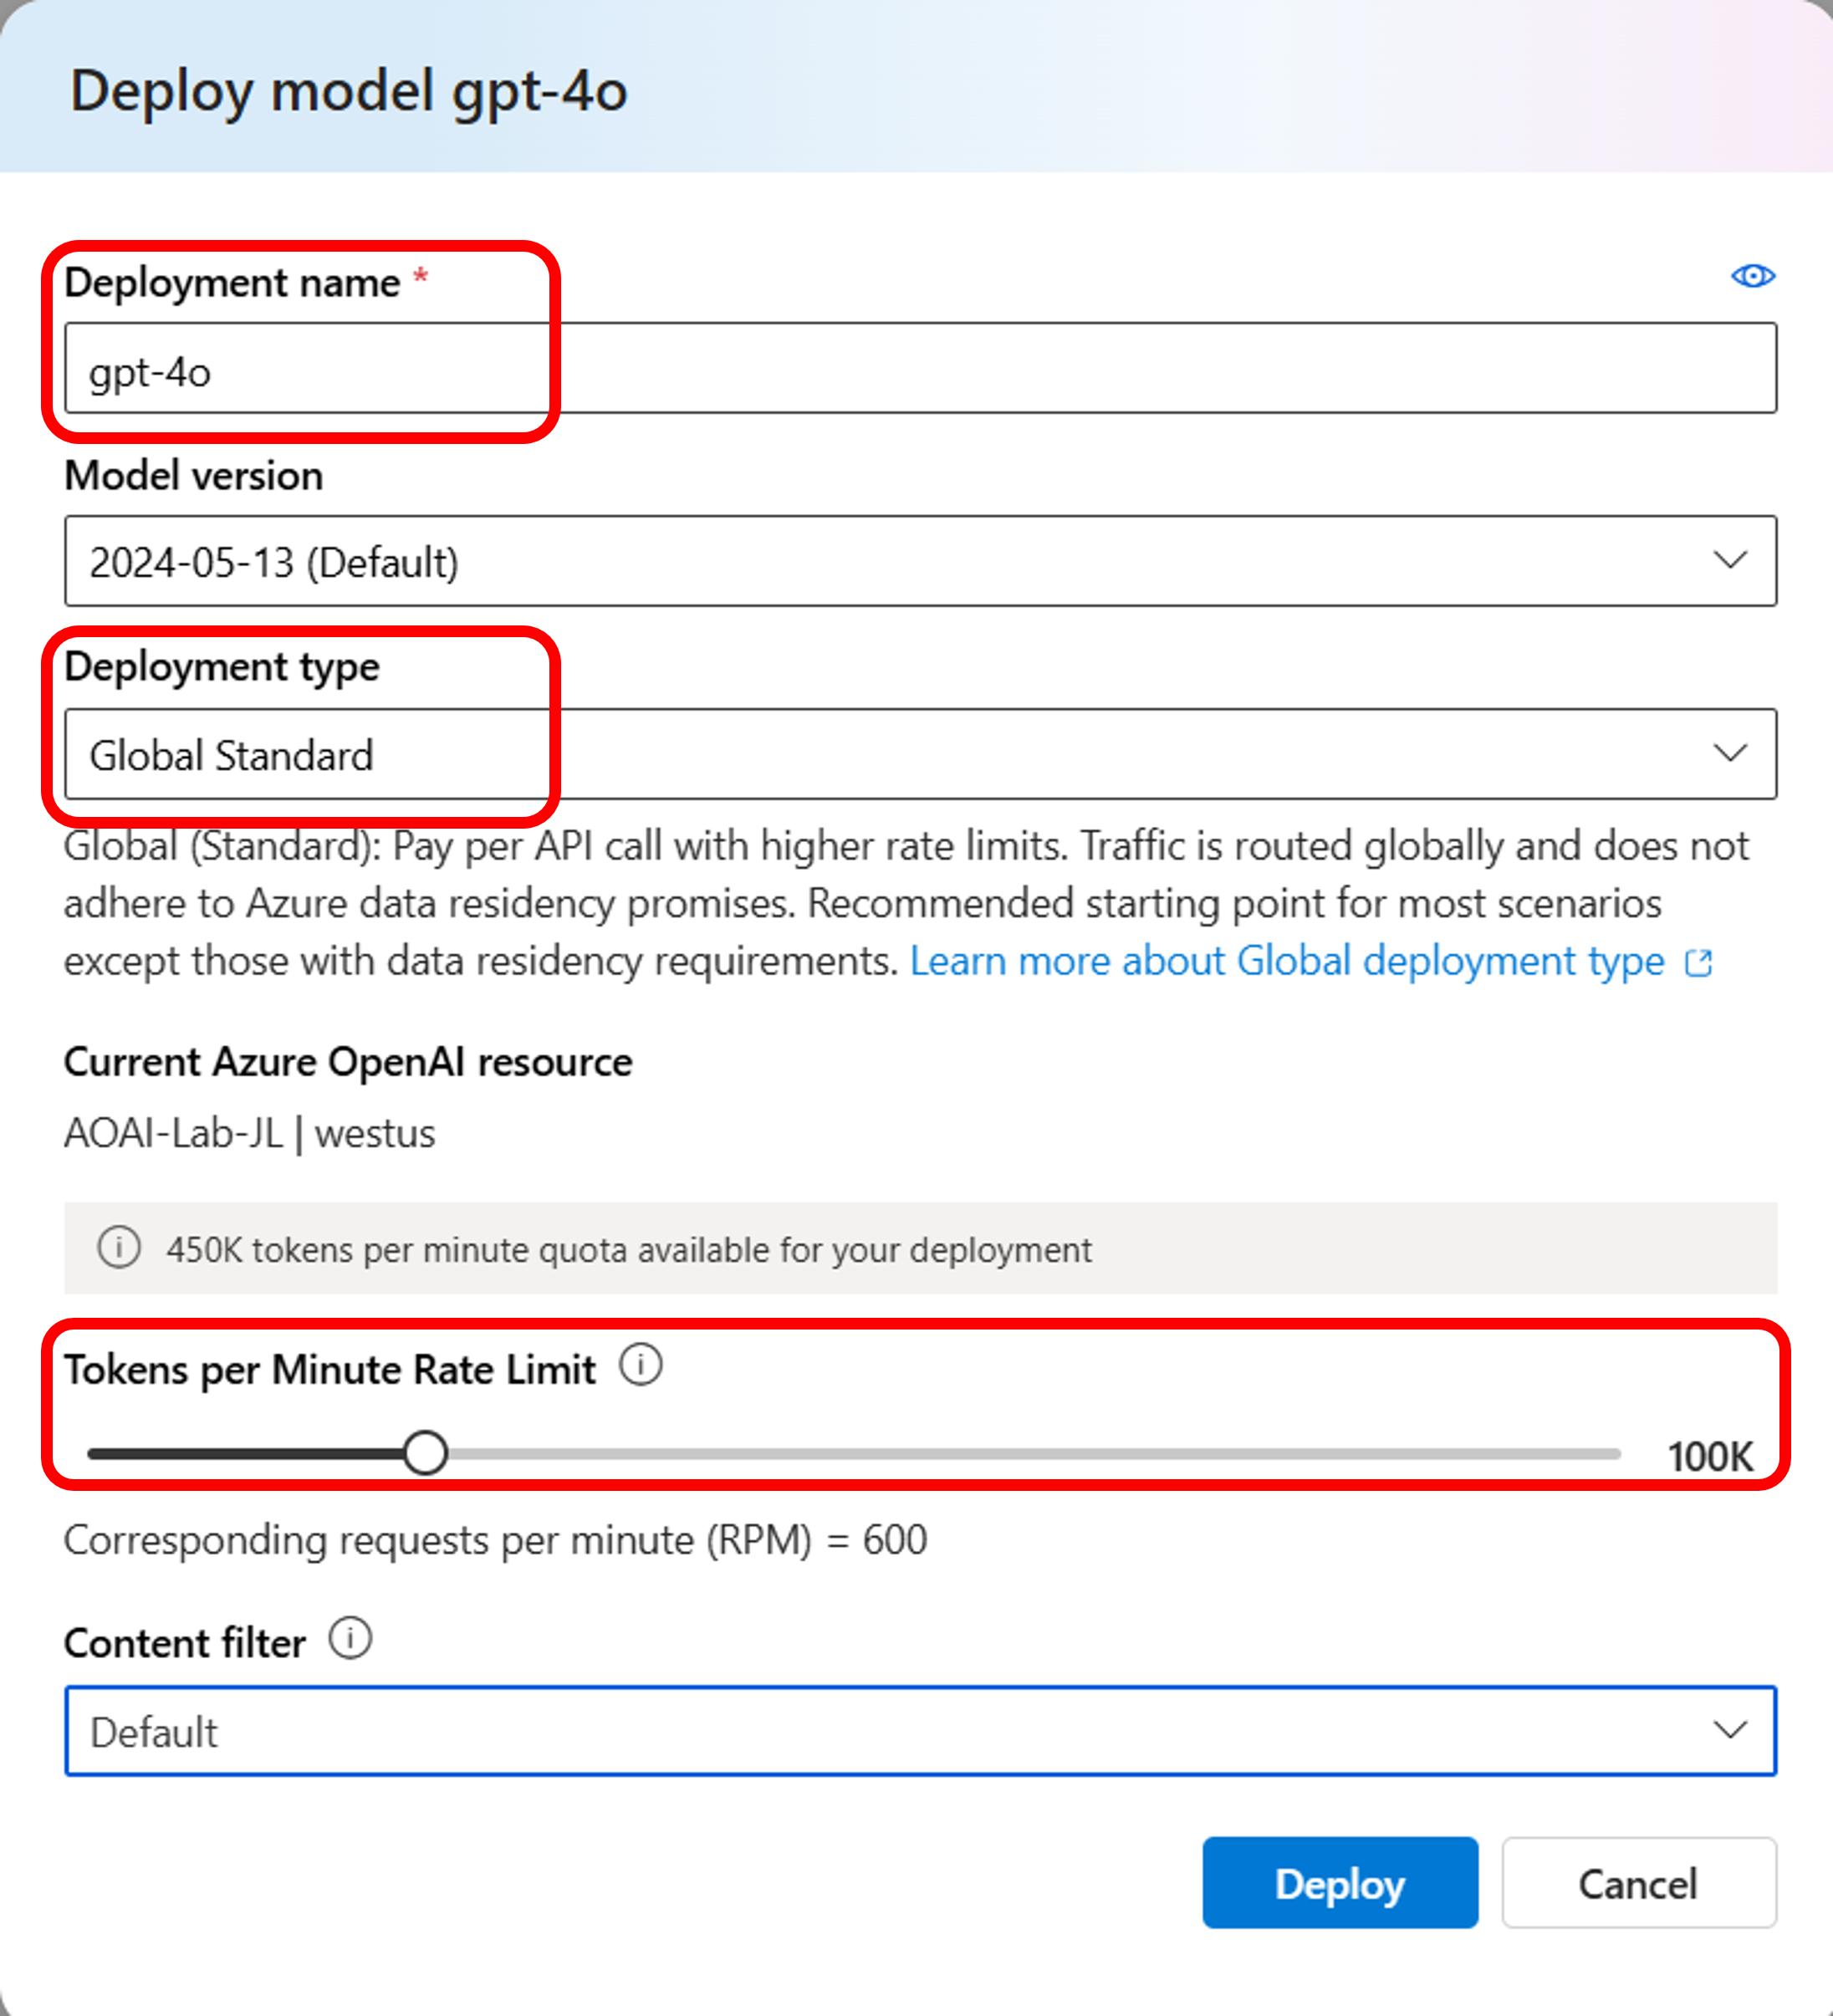 Deploy model gpt-4o
Deployment name *
gpt-4o
Model version
2024-05-13 (Default)
Deployment type
Global Standard
Global (Standard): Pay per API call with higher rate limits. Traffic is routed globally and does not
adhere to Azure data residency promises. Recommended starting point for most scenarios
except those with data residency requirements. Learn more about Global deployment type
Current Azure OpenAI resource
AOAI-Lab-JL | westus
450K tokens per minute quota available for your deployment
Tokens per Minute Rate Limit
100K
Corresponding requests per minute (RPM) = 600
Content filter
Default
Deploy
Cancel